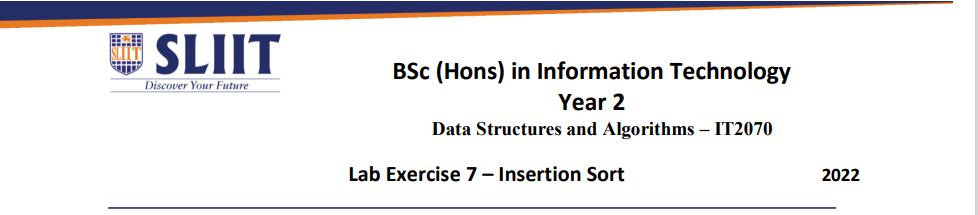 SLIIT
SLIIT
Discover Your Future
BSc (Hons) in Information Technology
Year 2
Data Structures and Algorithms – IT2070
Lab Exercise 7 – Insertion Sort 2022